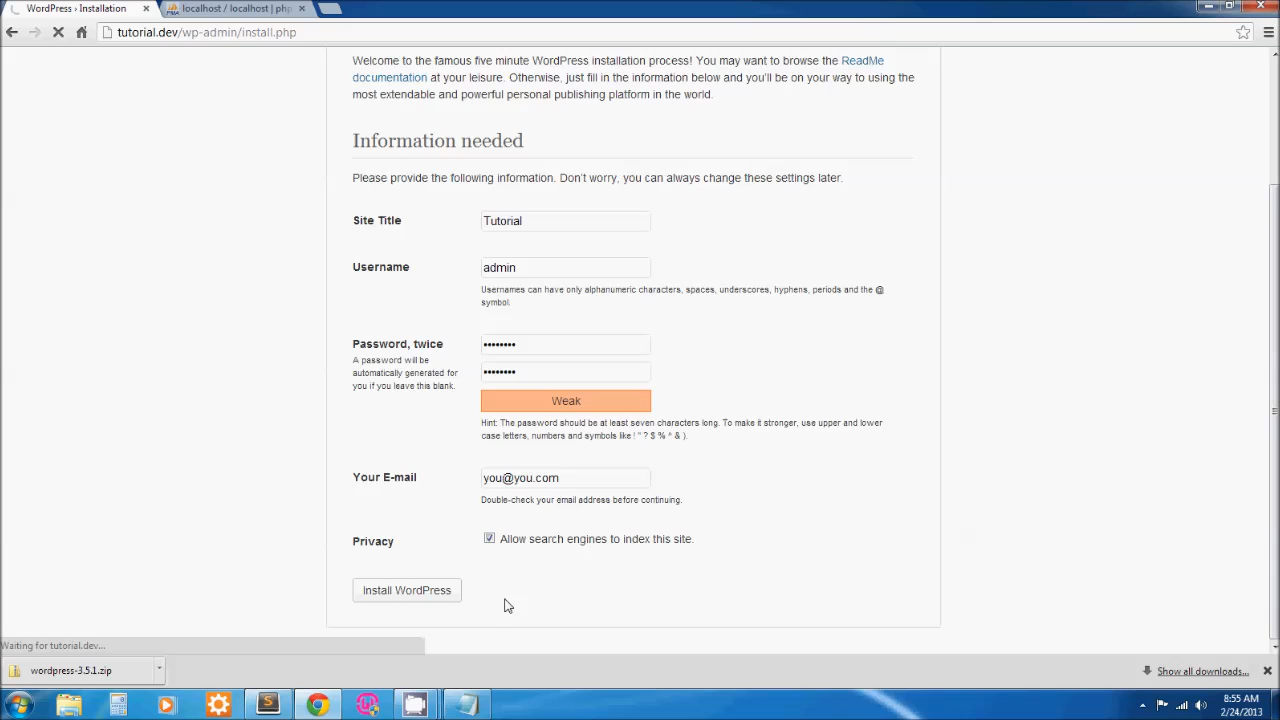 WordPress › Installation
localhost / localhost | php
tutorial.dev/wp-admin/install.php
Welcome to the famous five minute WordPress installation process! You may want to browse the ReadMe
documentation at your leisure. Otherwise, just fill in the information below and you'll be on your way to using the
most extendable and powerful personal publishing platform in the world.
Information needed
Please provide the following information. Don't worry, you can always change these settings later.
Site Title
Tutorial
Username
admin
Usernames can have only alphanumeric characters, spaces, underscores, hyphens, periods and the @
symbol.
Password, twice
A password will be
automatically generated for
you if you leave this blank.
••••••••
••••••••
Weak
Hint: The password should be at least seven characters long. To make it stronger, use upper and lower
case letters, numbers and symbols like ! " ? $ % ^ & ).
Your E-mail
you@you.com
Double-check your email address before continuing.
Privacy
Allow search engines to index this site.
Install WordPress
Waiting for tutorial.dev...
wordpress-3.5.1.zip
Show all downloads...
8:55 AM
2/24/2013